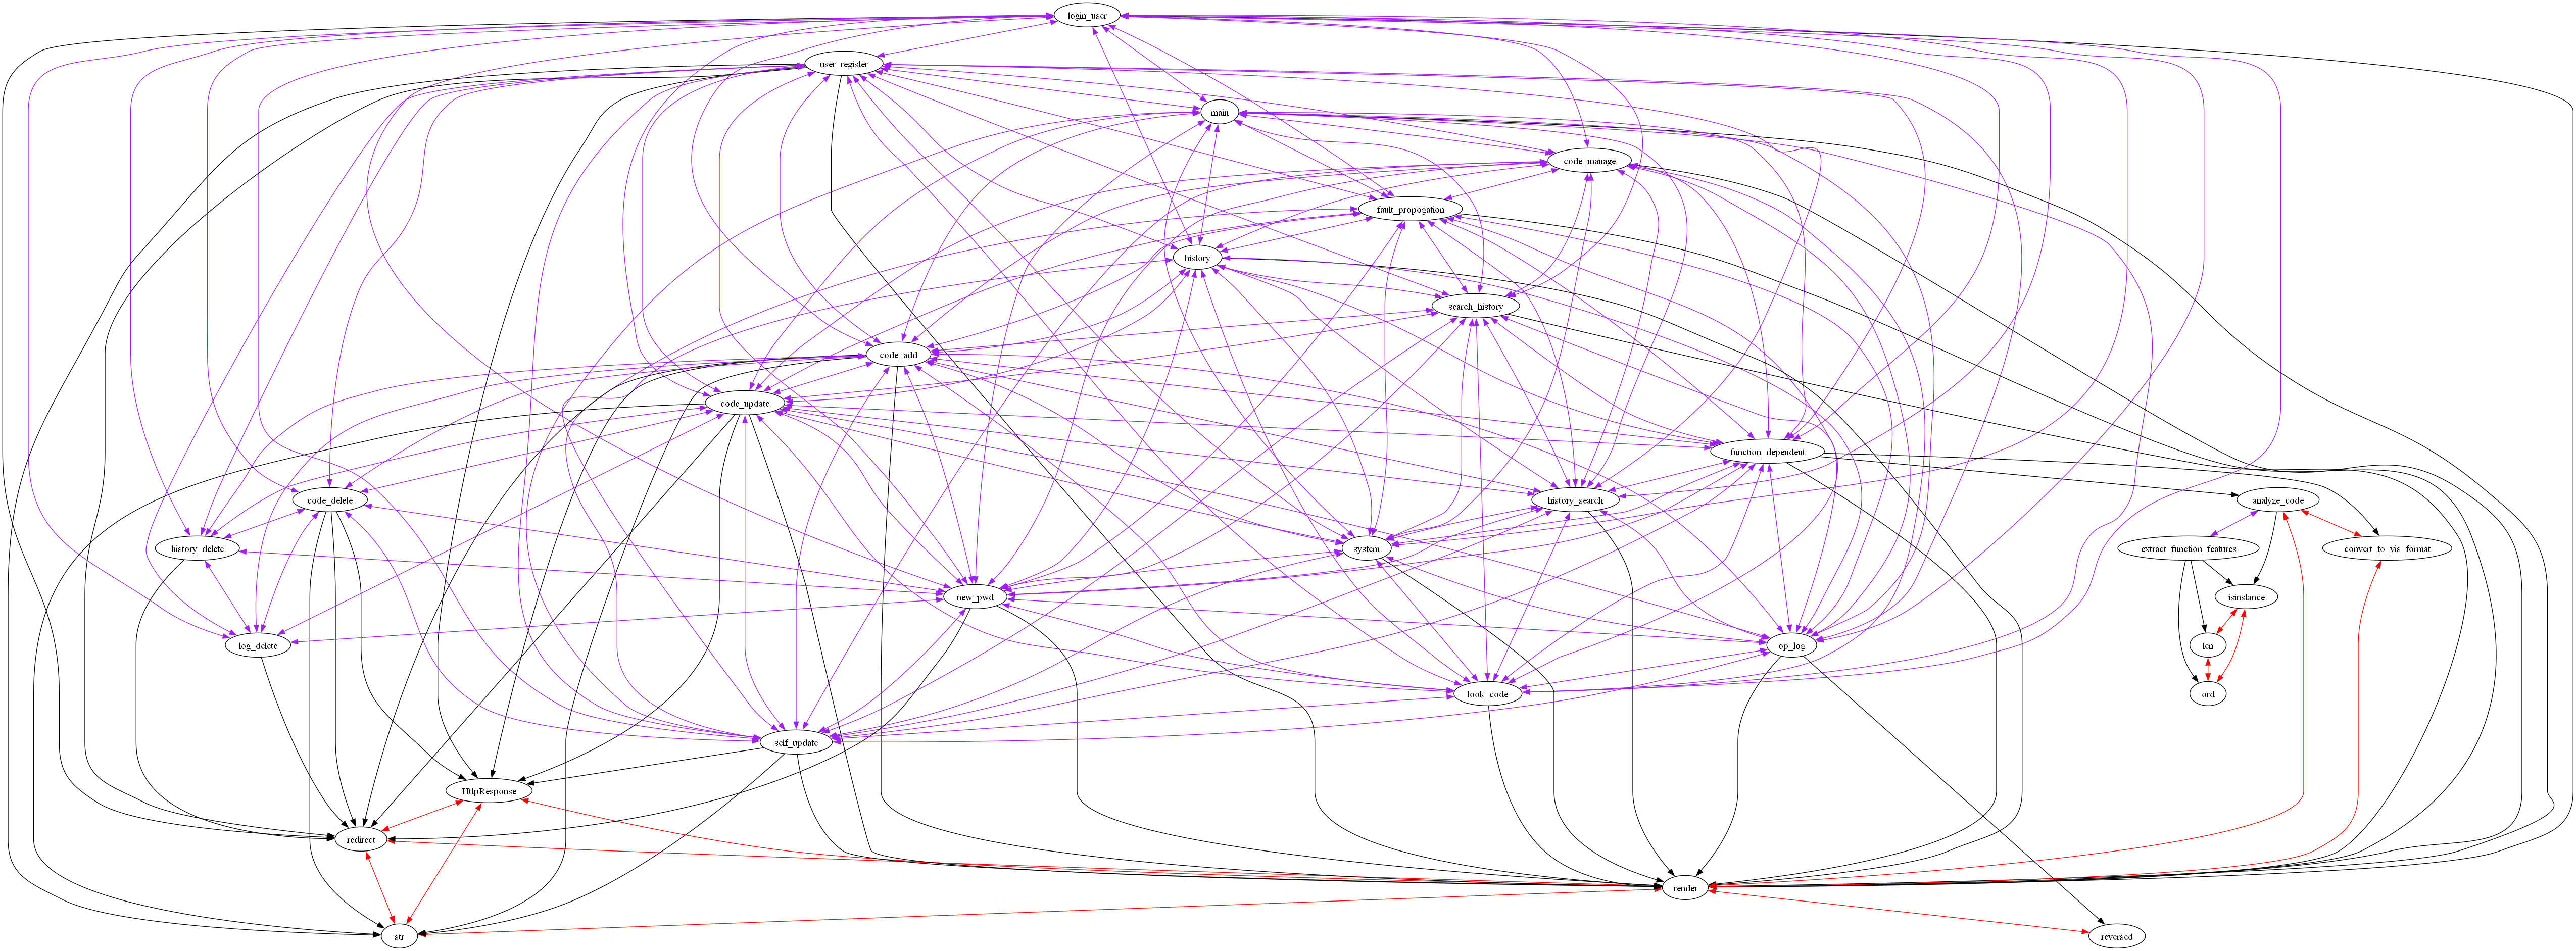 login_user
user_register
main
code_manage
fault_propogation
history
search_history
code_add
code_update
function_dependent
code_delete
history_search
analyze_code
history_delete
system
extract_function_features
convert_to_vis_format
new_pwd
isinstance
log_delete
op_log
len
look_code
ord
self_update
HttpResponse
redirect
render
str
reversed